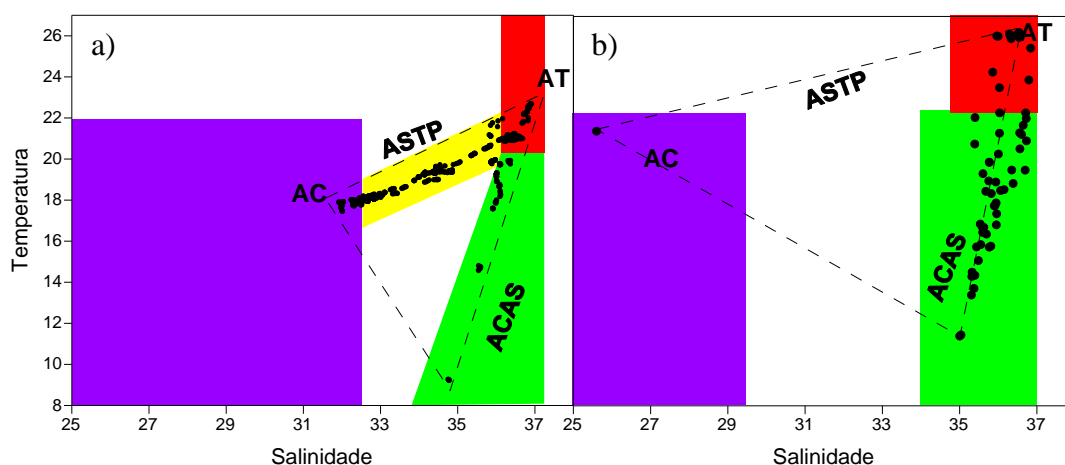 a)
b)
AT
AT
ASTP
ASTP
AC
AC
ACAS
ACAS
Temperatura
26
24
22
20
18
16
14
12
10
8
25 27 29 31 33 35 37
25 27 29 31 33 35 37
Salinidade
Salinidade